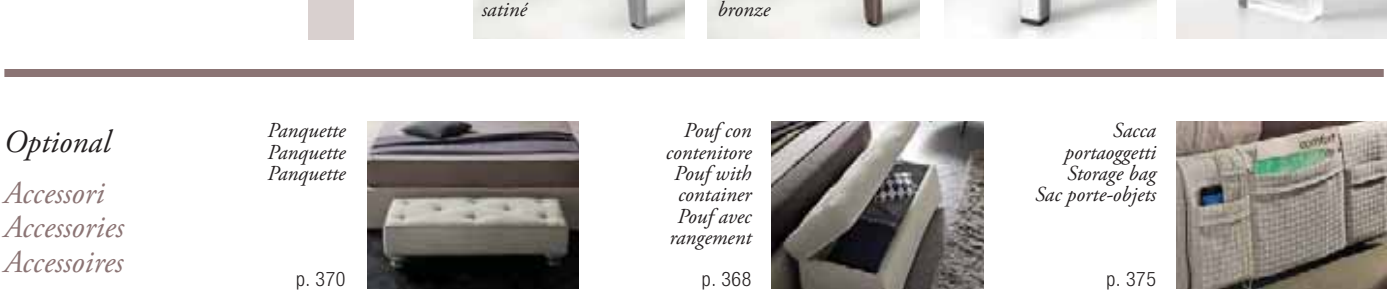 satiné
bronze
Optional
Accessori
Accessories
Accessoires
Panquette
Panquette
Panquette
p. 370
Pouf con
contenitore
Pouf with
container
Pouf avec
rangement
p. 368
Sacca
portaoggetti
Storage bag
Sac porte-objets
p. 375
comfort